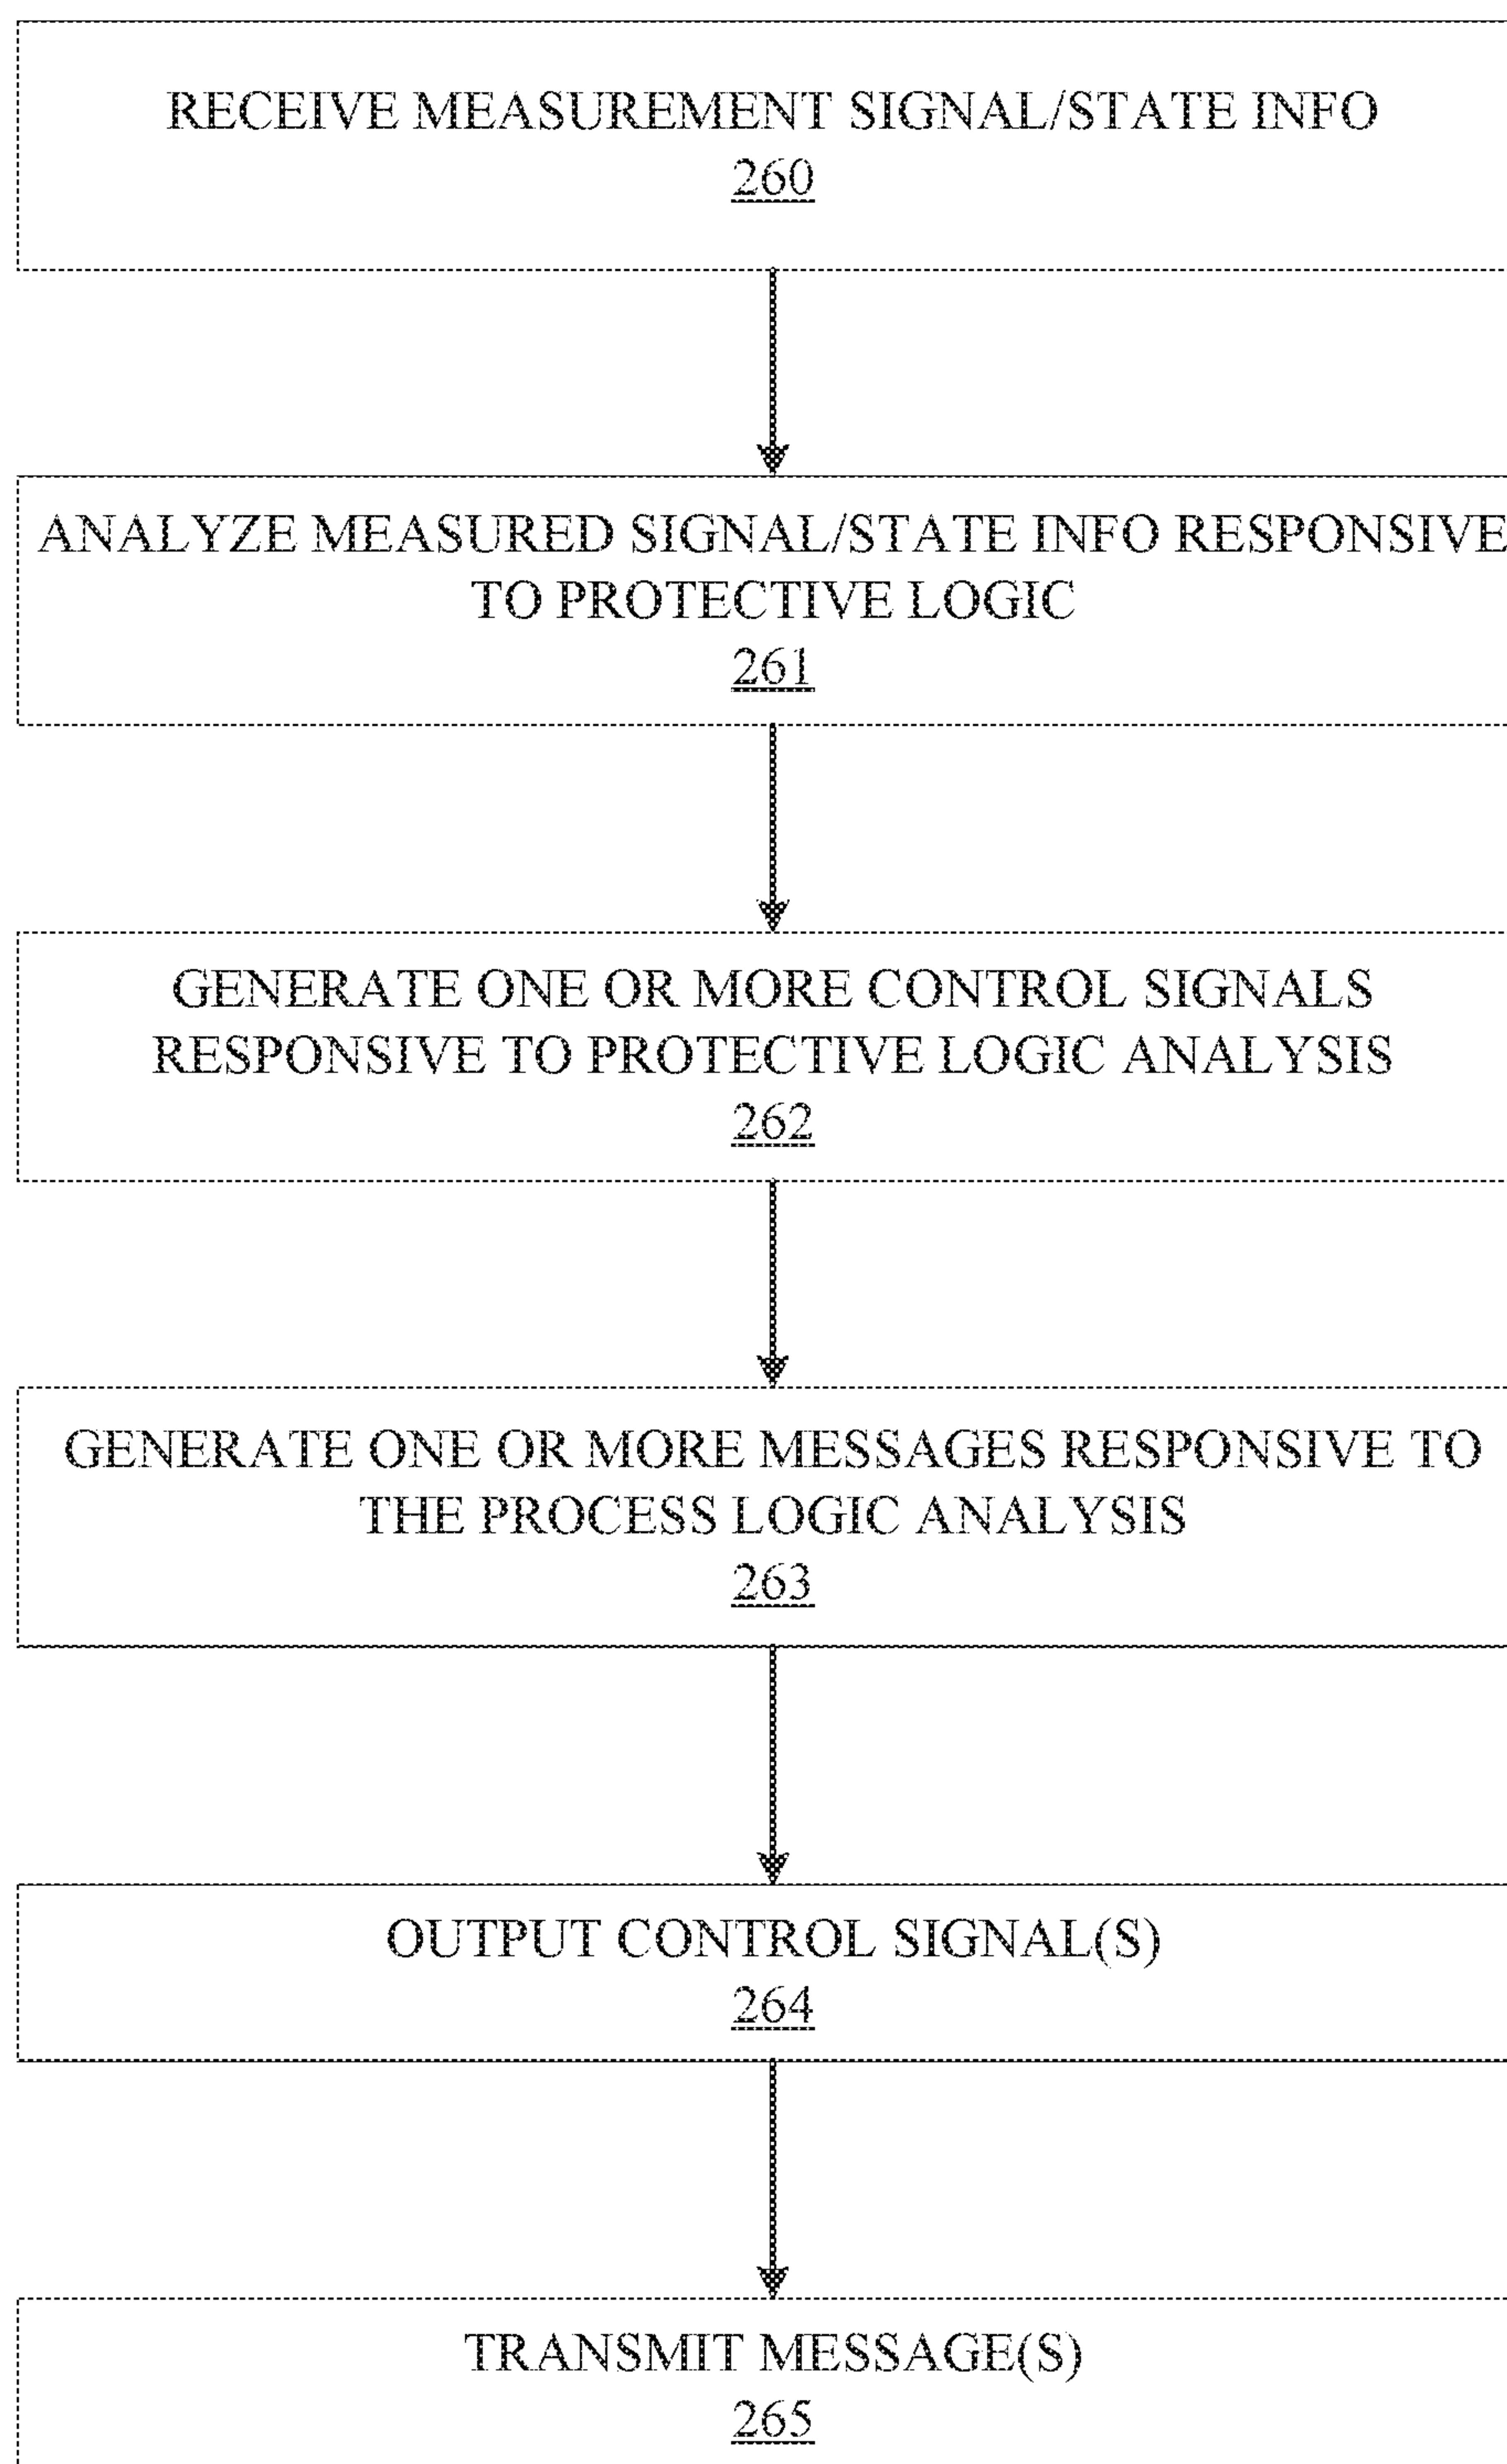 RECEIVE MEASUREMENT SIGNAL/STATE INFO
260
ANALYZE MEASURED SIGNAL/STATE INFO RESPONSIVE
TO PROTECTIVE LOGIC
261
GENERATE ONE OR MORE CONTROL SIGNALS
RESPONSIVE TO PROTECTIVE LOGIC ANALYSIS
262
GENERATE ONE OR MORE MESSAGES RESPONSIVE TO
THE PROCESS LOGIC ANALYSIS
263
OUTPUT CONTROL SIGNAL(S)
264
TRANSMIT MESSAGE(S)
265